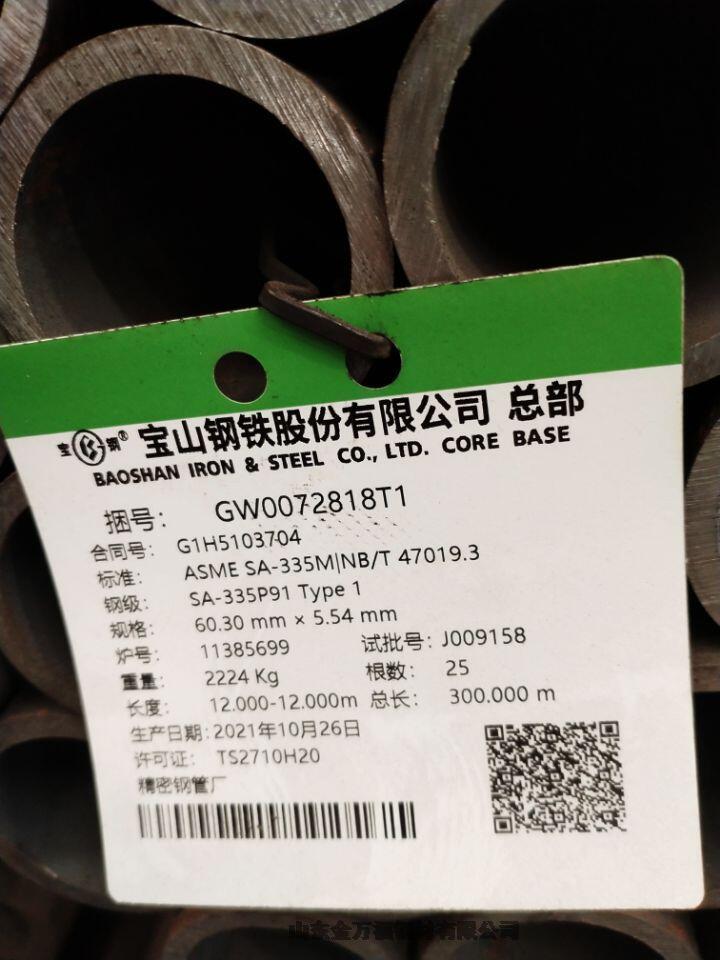 宝钢® 宝山钢铁股份有限公司 总部
BAOSHAN IRON & STEEL CO., LTD. CORE BASE
捆号: GW0072818T1
合同号: G1H5103704
标准: ASME SA-335M|NB/T 47019.3
钢级: SA-335P91 Type 1
规格: 60.30 mm × 5.54 mm
炉号: 11385699 试批号: J009158
重量: 2224 Kg 根数: 25
长度: 12.000-12.000m 总长: 300.000 m
生产日期: 2021年10月26日
许可证: TS2710H20
精密钢管厂